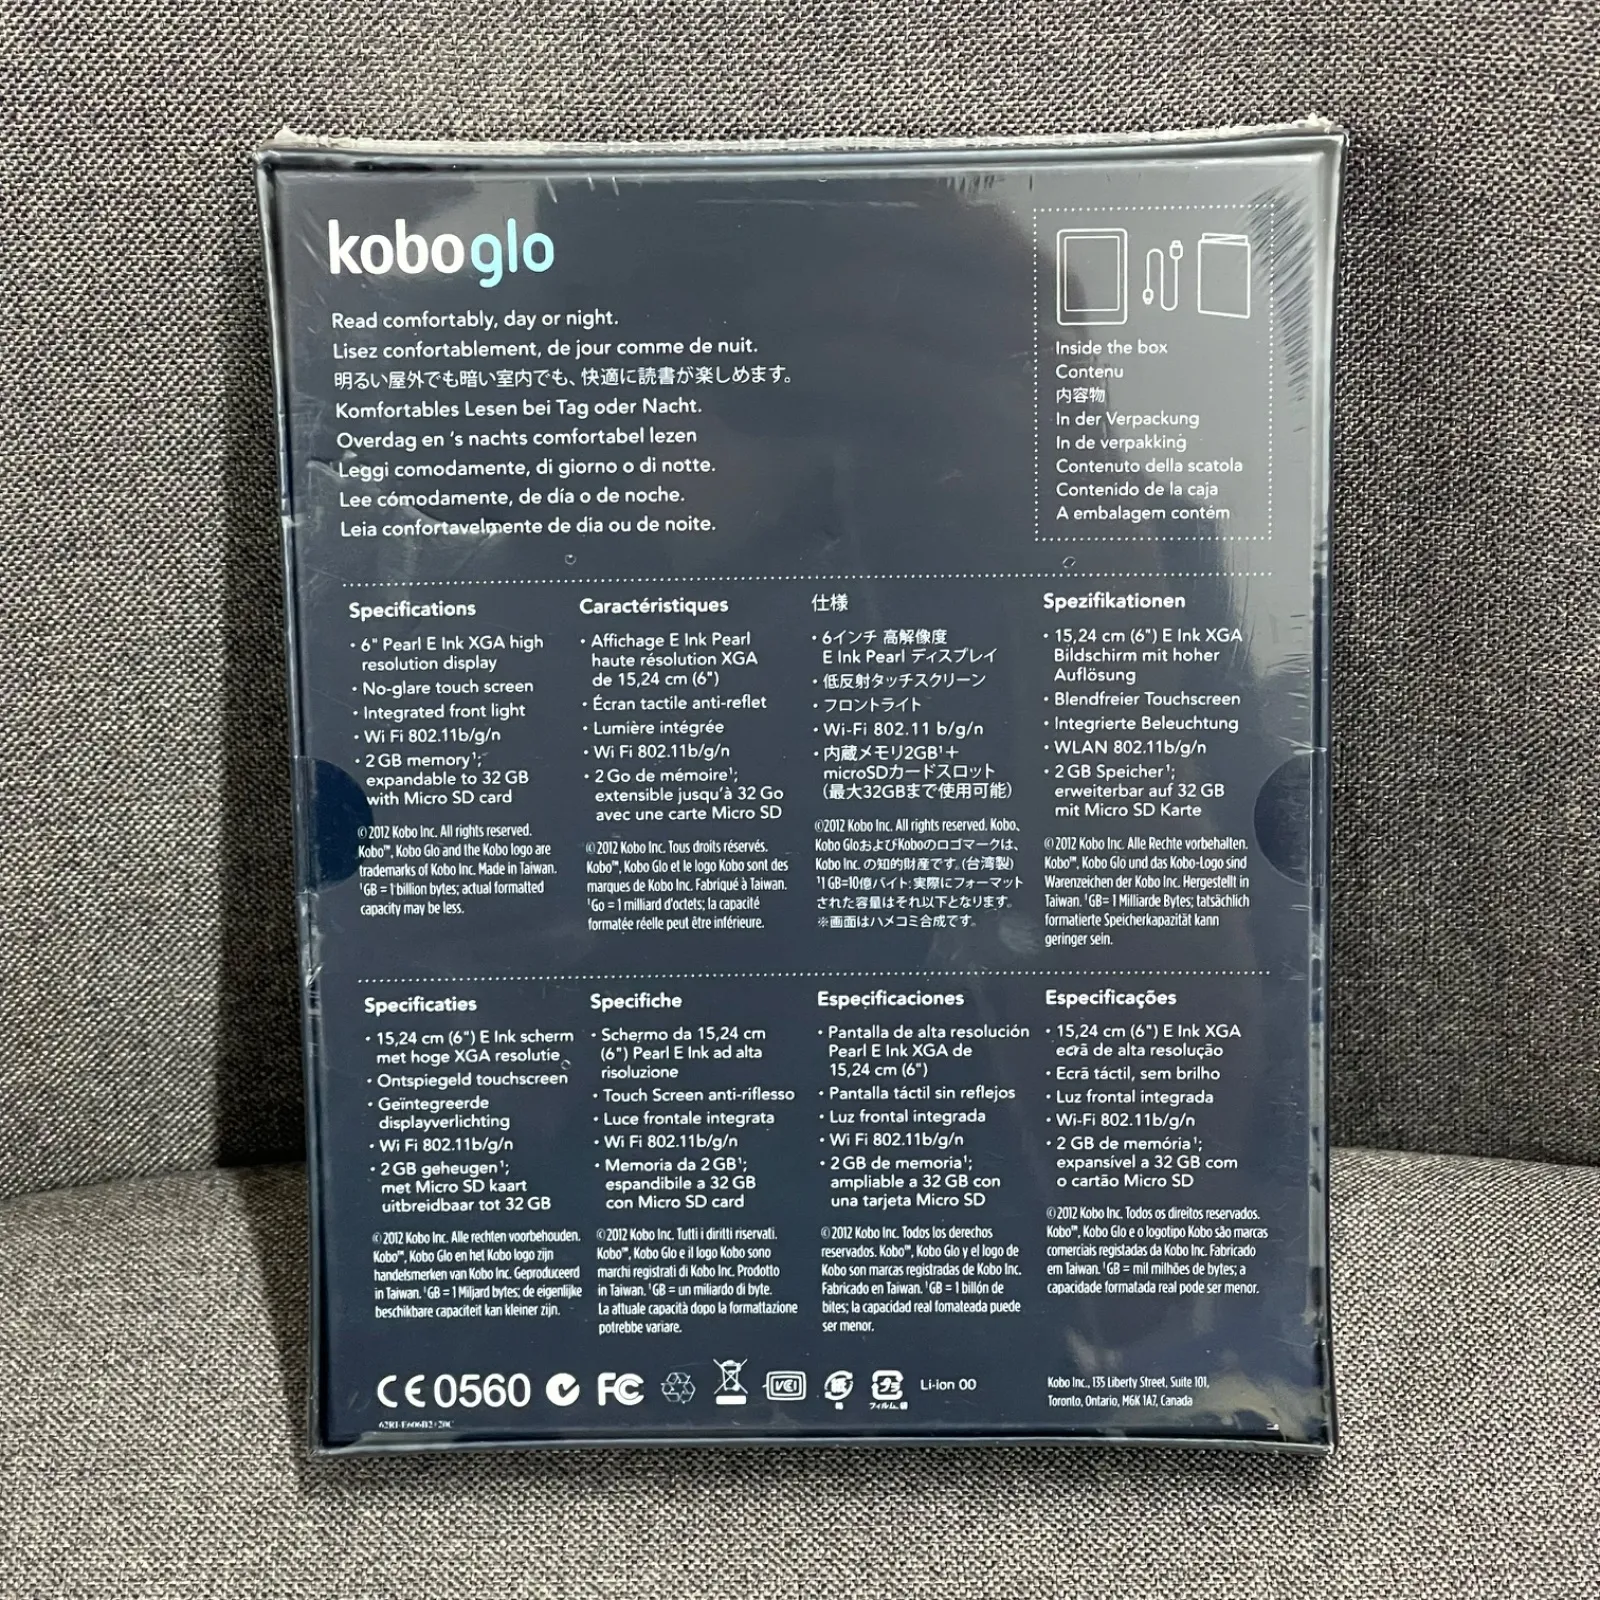 kobo glo
Read comfortably, day or night.
Lisez confortablement, de jour comme de nuit.
明るい屋外でも暗い室内でも、快適に読書が楽しめます。
Komfortables Lesen bei Tag oder Nacht.
Overdag en ‘s nachts comfortabel lezen
Leggi comodamente, di giorno o di notte.
Lee cómodamente, de día o de noche.
Leia confortavelmente de dia ou de noite.
Inside the box
Contenu
内容物
In der Verpackung
In de verpakking
Contenuto della scatola
Contenido de la caja
A embalagem contém
Specifications
• 6" Pearl E Ink XGA high
resolution display
• No-glare touch screen
• Integrated front light
• Wi Fi 802.11b/g/n
• 2 GB memory¹;
expandable to 32 GB
with Micro SD card
©2012 Kobo Inc. All rights reserved.
Kobo™, Kobo Glo and the Kobo logo are
trademarks of Kobo Inc. Made in Taiwan.
¹GB = 1 billion bytes; actual formatted
capacity may be less.
Caractéristiques
• Affichage E Ink Pearl
haute résolution XGA
de 15,24 cm (6")
• Écran tactile anti-reflet
• Lumière intégrée
• Wi Fi 802.11b/g/n
• 2 Go de mémoire¹;
extensible jusqu’à 32 Go
avec une carte Micro SD
©2012 Kobo Inc. Tous droits réservés.
Kobo™, Kobo Glo et le logo Kobo sont des
marques de Kobo Inc. Fabriqué à Taiwan.
¹Go = 1 milliard d’octets; la capacité
formatée réelle peut être inférieure.
仕様
• 6インチ 高解像度
E Ink Pearl ディスプレイ
• 低反射タッチスクリーン
• フロントライト
• Wi-Fi 802.11 b/g/n
• 内蔵メモリ2GB¹＋
microSDカードスロット
（最大32GBまで使用可能）
©2012 Kobo Inc. All rights reserved. Kobo、
Kobo GloおよびKoboのロゴマークは、
Kobo Inc. の知的財産です。(台湾製)
¹1 GB=10億バイト; 実際にフォーマット
された容量はそれ以下となります。
※画面はハメコミ合成です。
Spezifikationen
• 15,24 cm (6") E Ink XGA
Bildschirm mit hoher
Auflösung
• Blendfreier Touchscreen
• Integrierte Beleuchtung
• WLAN 802.11b/g/n
• 2 GB Speicher¹;
erweiterbar auf 32 GB
mit Micro SD Karte
©2012 Kobo Inc. Alle Rechte vorbehalten.
Kobo™, Kobo Glo und das Kobo-Logo sind
Warenzeichen der Kobo Inc. Hergestellt in
Taiwan. ¹GB= 1 Milliarde Bytes; tatsächlich
formatierte Speicherkapazität kann
geringer sein.
Specificaties
• 15,24 cm (6") E Ink scherm
met hoge XGA resolutie
• Ontspiegeld touchscreen
• Geïntegreerde
displayverlichting
• Wi Fi 802.11b/g/n
• 2 GB geheugen¹;
met Micro SD kaart
uitbreidbaar tot 32 GB
©2012 Kobo Inc. Alle rechten voorbehouden.
Kobo™, Kobo Glo en het Kobo logo zijn
handelsmerken van Kobo Inc. Geproduceerd
in Taiwan. ¹GB = 1 Miljard bytes; de eigenlijke
beschikbare capaciteit kan kleiner zijn.
Specifiche
• Schermo da 15,24 cm
(6") Pearl E Ink ad alta
risoluzione
• Touch Screen anti-riflesso
• Luce frontale integrata
• Wi Fi 802.11b/g/n
• Memoria da 2 GB¹;
espandibile a 32 GB
con Micro SD card
©2012 Kobo Inc. Tutti i diritti riservati.
Kobo™, Kobo Glo e il logo Kobo sono
marchi registrati di Kobo Inc. Prodotto
in Taiwan. ¹GB = un miliardo di byte.
La attuale capacità dopo la formattazione
potrebbe variare.
Especificaciones
• Pantalla de alta resolución
Pearl E Ink XGA de
15,24 cm (6")
• Pantalla táctil sin reflejos
• Luz frontal integrada
• Wi Fi 802.11b/g/n
• 2 GB de memoria¹;
ampliable a 32 GB con
una tarjeta Micro SD
©2012 Kobo Inc. Todos los derechos
reservados. Kobo™, Kobo Glo y el logo de
Kobo son marcas registradas de Kobo Inc.
Fabricado en Taiwan. ¹GB = 1 billón de
bites; la capacidad real fomateada puede
ser menor.
Especificações
• 15,24 cm (6") E Ink XGA
ecrã de alta resolução
• Ecrã táctil, sem brilho
• Luz frontal integrada
• Wi-Fi 802.11b/g/n
• 2 GB de memória¹;
expansível a 32 GB com
o cartão Micro SD
©2012 Kobo Inc. Todos os direitos reservados.
Kobo™, Kobo Glo e o logotipo Kobo são marcas
comerciais registadas da Kobo Inc. Fabricado
em Taiwan. ¹GB = mil milhões de bytes; a
capacidade formatada real pode ser menor.
CE 0560 FC VCI 紙 プラ フィルム、袋 Li-ion 00
Kobo Inc., 135 Liberty Street, Suite 101,
Toronto, Ontario, M6K 1A7, Canada